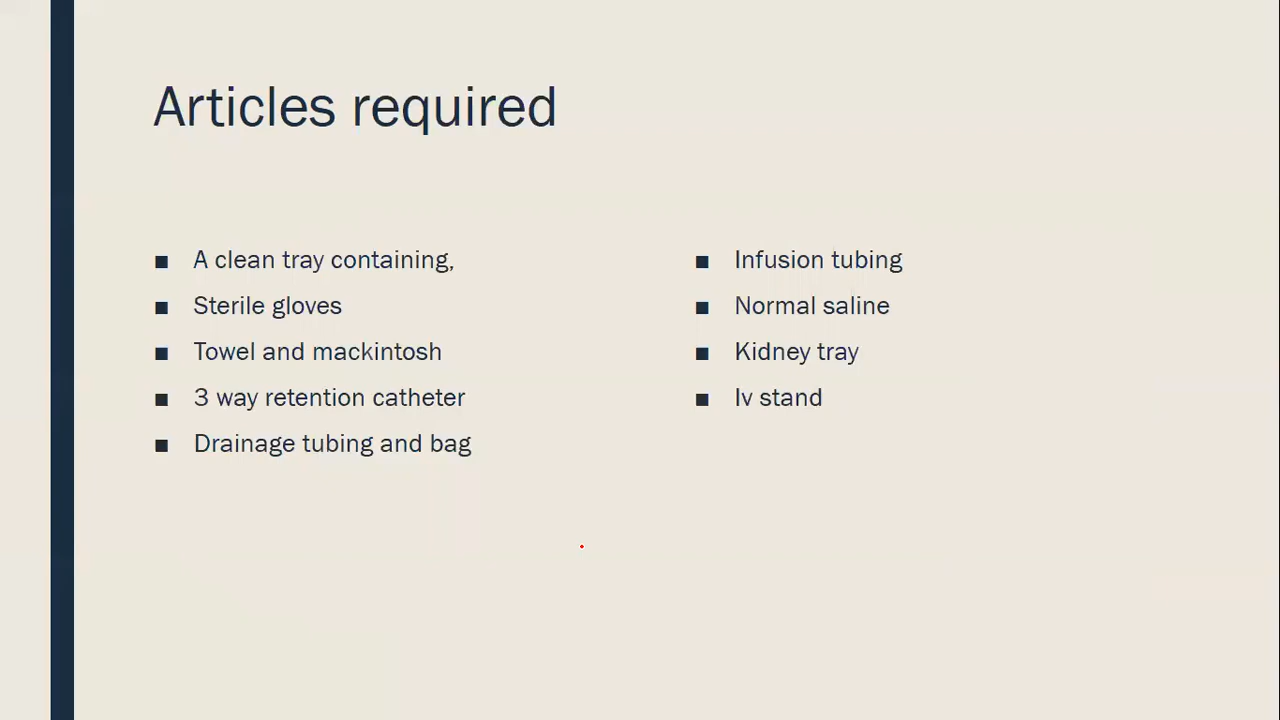 Articles required
■ A clean tray containing,
■ Sterile gloves
■ Towel and mackintosh
■ 3 way retention catheter
■ Drainage tubing and bag
■ Infusion tubing
■ Normal saline
■ Kidney tray
■ Iv stand